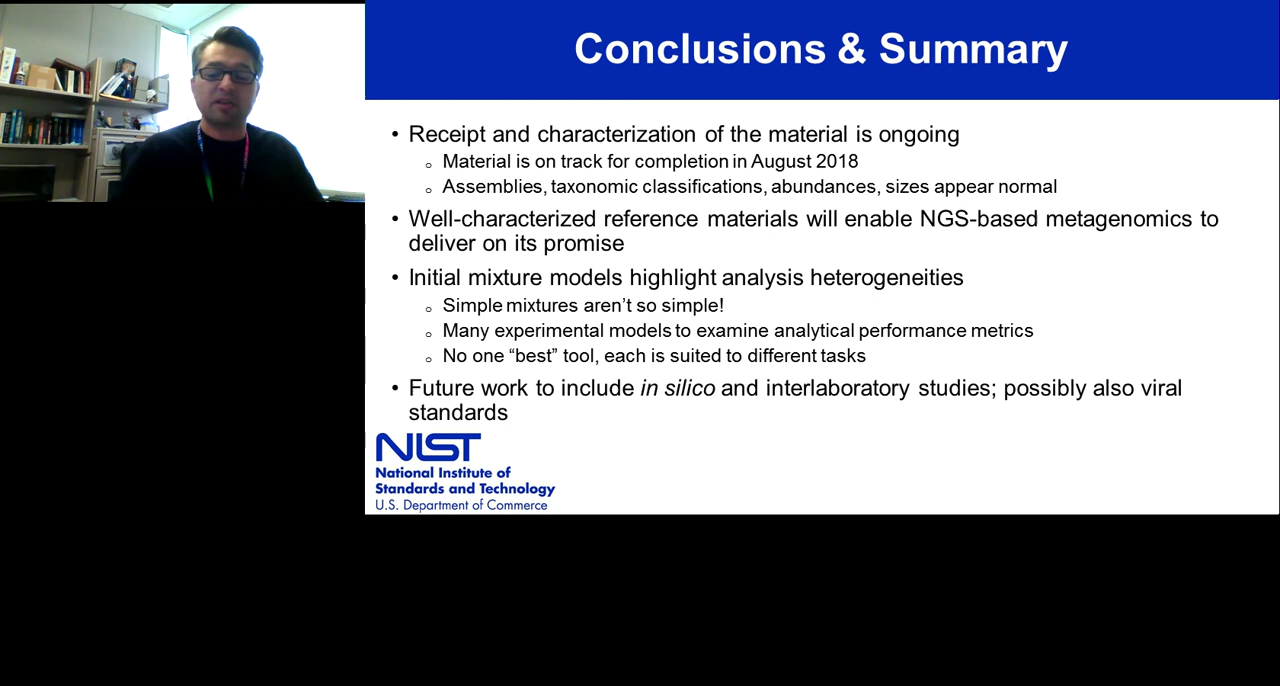 Conclusions & Summary
• Receipt and characterization of the material is ongoing
o Material is on track for completion in August 2018
o Assemblies, taxonomic classifications, abundances, sizes appear normal
• Well-characterized reference materials will enable NGS-based metagenomics to
deliver on its promise
• Initial mixture models highlight analysis heterogeneities
o Simple mixtures aren’t so simple!
o Many experimental models to examine analytical performance metrics
o No one “best” tool, each is suited to different tasks
• Future work to include in silico and interlaboratory studies; possibly also viral
standards
NIST
National Institute of
Standards and Technology
U.S. Department of Commerce